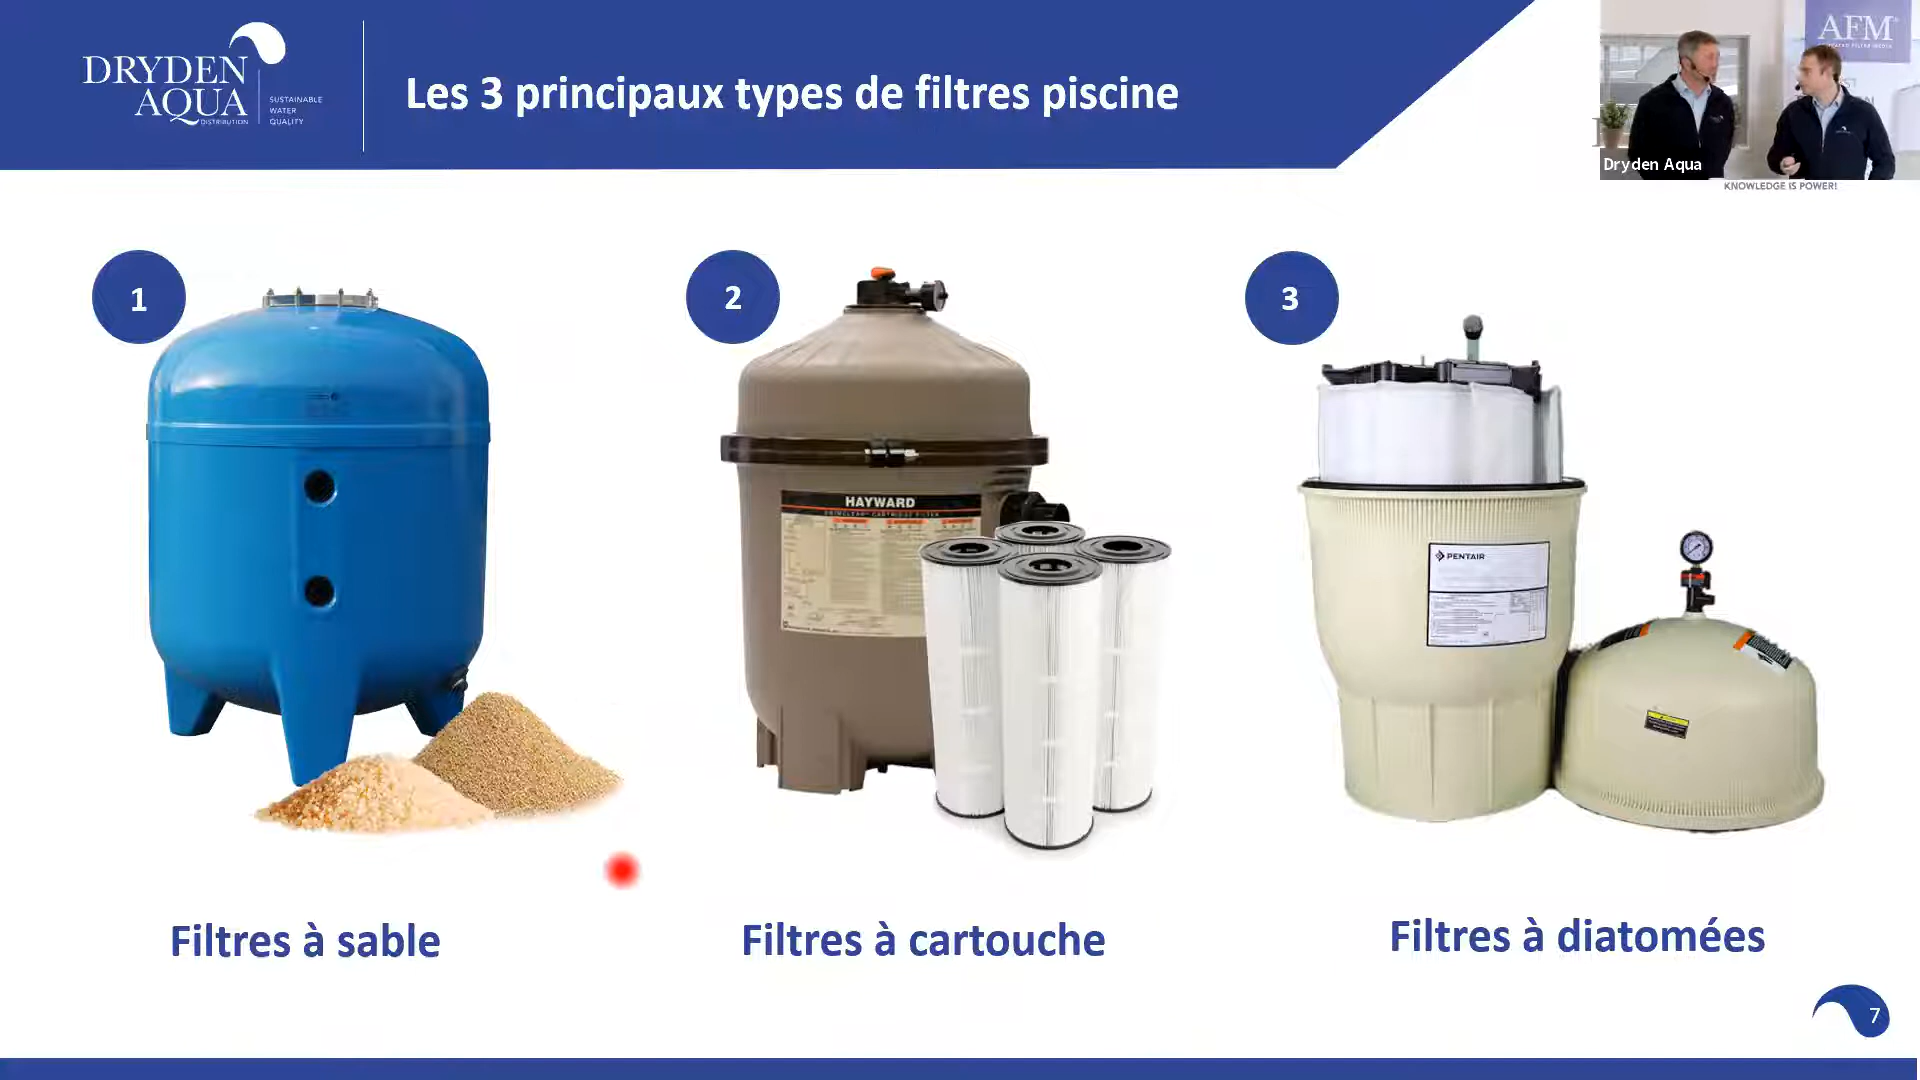 DRYDEN
AQUA
DISTRIBUTION
SUSTAINABLE
WATER
QUALITY
Les 3 principaux types de filtres piscine
AFM
Dryden Aqua
KNOWLEDGE IS POWER!
1
2
3
HAYWARD
PENTAIR
Filtres à sable
Filtres à cartouche
Filtres à diatomées
7